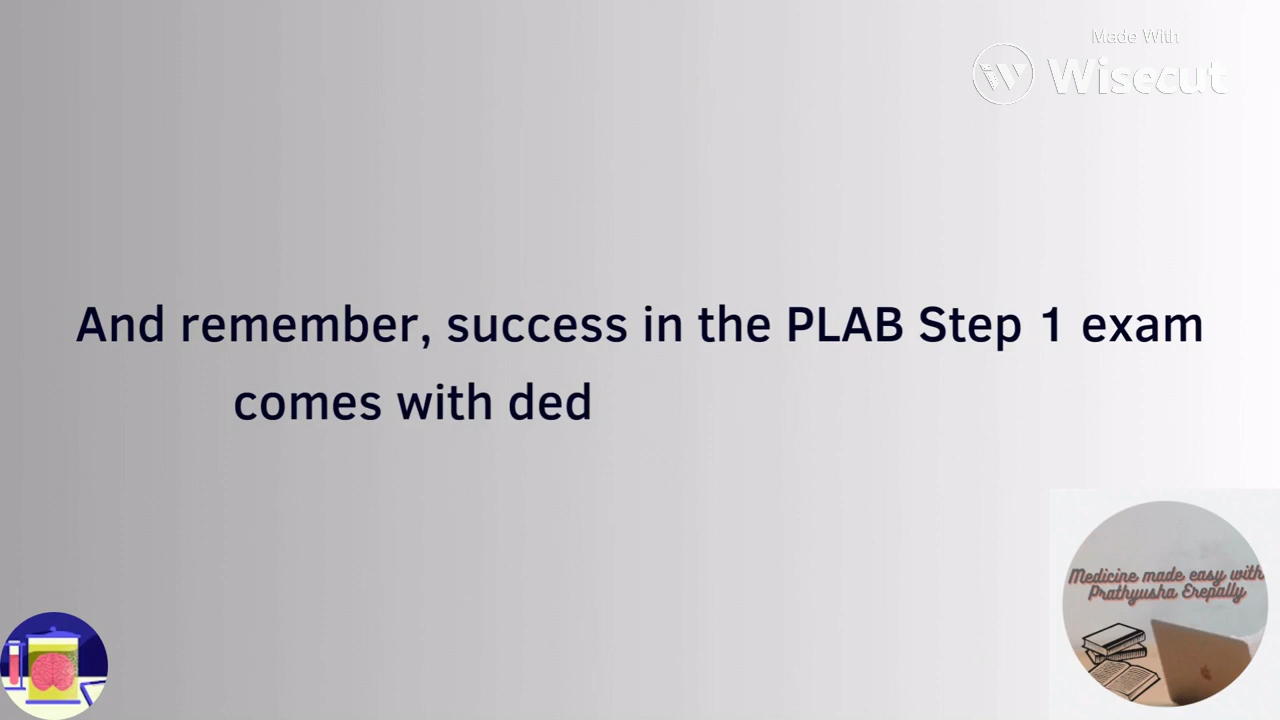 Made With
Wisecut
And remember, success in the PLAB Step 1 exam
comes with ded
Medicine made easy with
Prathyusha Erepally